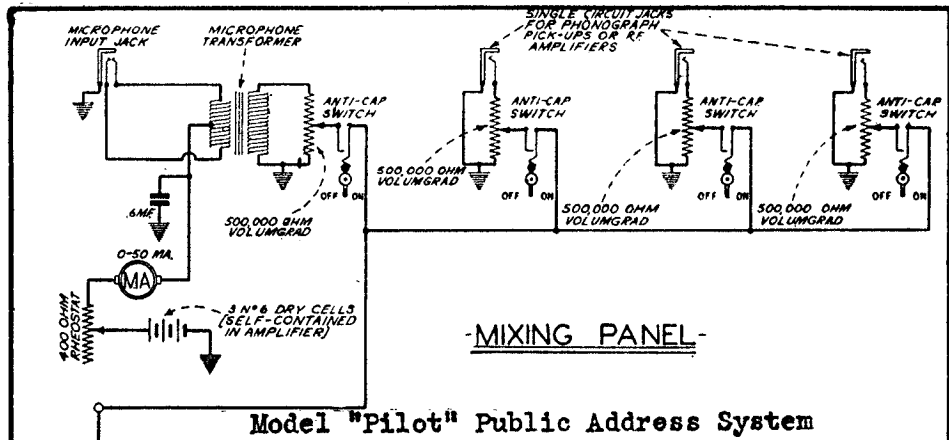 MICROPHONE
INPUT JACK
MICROPHONE
TRANSFORMER
SINGLE CIRCUIT JACKS
FOR PHONOGRAPH
PICK-UPS OR RF
AMPLIFIERS
ANTI-CAP
SWITCH
ANTI-CAP
SWITCH
ANTI-CAP
SWITCH
ANTI-CAP
SWITCH
500,000 OHM
VOLUMGRAD
OFF ON
OFF ON
OFF ON
OFF ON
500,000 OHM
VOLUMGRAD
500,000 OHM
VOLUMGRAD
500,000 OHM
VOLUMGRAD
.6MF.
0-50 MA.
MA
400 OHM
RHEOSTAT
3 Nº 6 DRY CELLS
(SELF-CONTAINED
IN AMPLIFIER)
-MIXING PANEL-
Model "Pilot" Public Address System